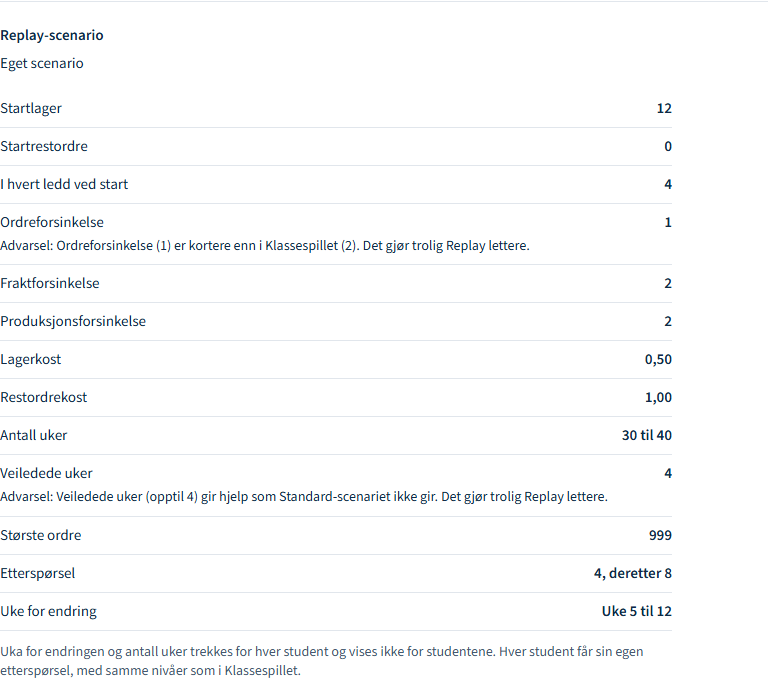 Replay-scenario
Eget scenario
Startlager 12
Startrestordre 0
I hvert ledd ved start 4
Ordreforsinkelse 1
Advarsel: Ordreforsinkelse (1) er kortere enn i Klassespillet (2). Det gjør trolig Replay lettere.
Fraktforsinkelse 2
Produksjonsforsinkelse 2
Lagerkost 0,50
Restordrekost 1,00
Antall uker 30 til 40
Veiledede uker 4
Advarsel: Veiledede uker (opptil 4) gir hjelp som Standard-scenariet ikke gir. Det gjør trolig Replay lettere.
Største ordre 999
Etterspørsel 4, deretter 8
Uke for endring Uke 5 til 12
Uka for endringen og antall uker trekkes for hver student og vises ikke for studentene. Hver student får sin egen
etterspørsel, med samme nivåer som i Klassespillet.